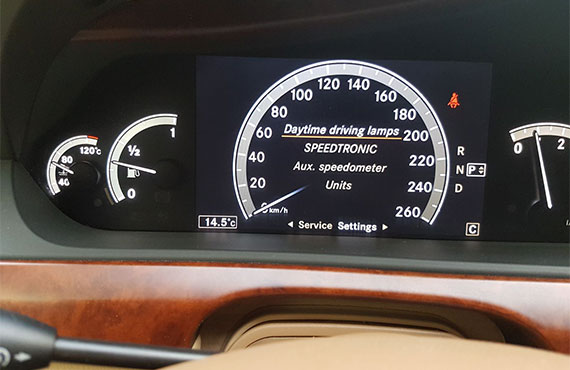 120°C
80
40
1
½
0
0 km/h
20
40
60
80
100
120
140
160
180
200
220
240
260
Daytime driving lamps
SPEEDTRONIC
Aux. speedometer
Units
◄ Service Settings ►
14.5°C
R
N P
D
C
0 2